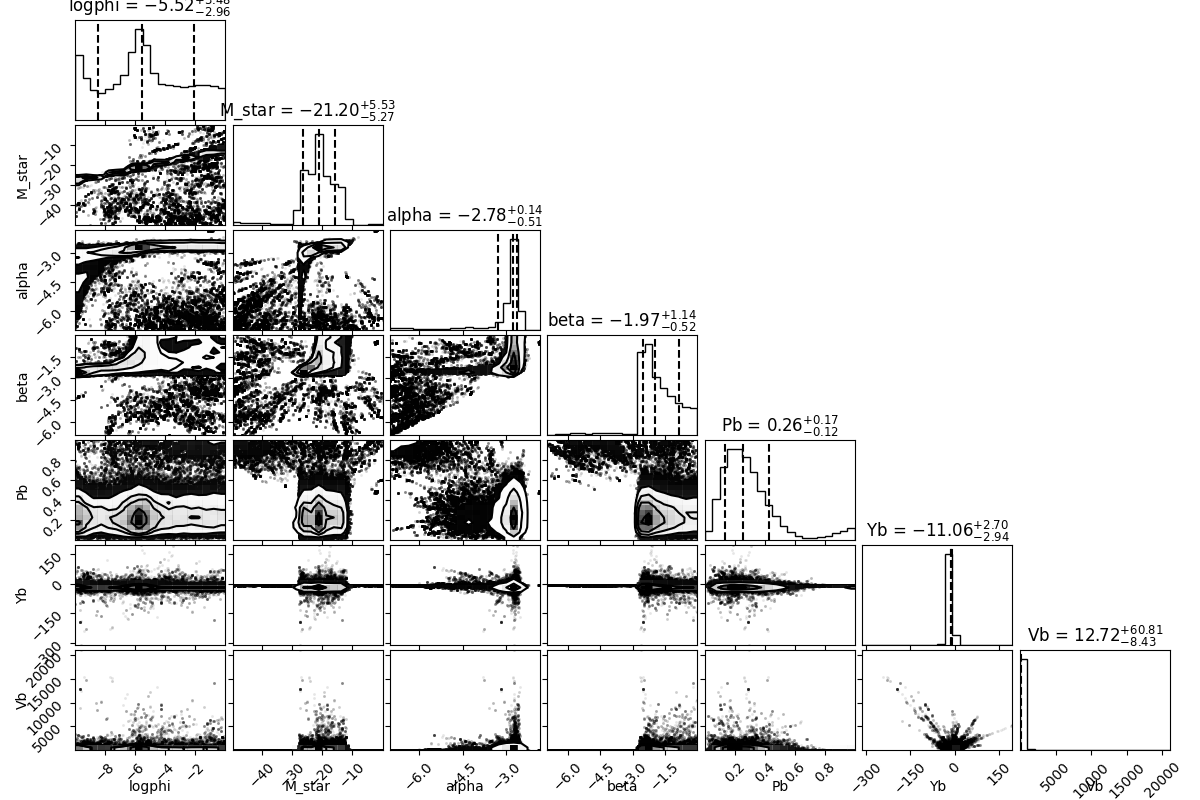 logphi = −5.52+3.48−2.96
M_star = −21.20+5.53−5.27
alpha = −2.78+0.14−0.51
beta = −1.97+1.14−0.52
Pb = 0.26+0.17−0.12
Yb = −11.06+2.70−2.94
Vb = 12.72+60.81−8.43
M_star
−10
−20
−30
−40
alpha
−3.0
−4.5
−6.0
beta
−1.5
−3.0
−4.5
−6.0
Pb
0.8
0.6
0.4
0.2
Yb
150
0
−150
−300
Vb
20000
15000
10000
5000
−8 −6 −4 −2
−40 −30 −20 −10
−6.0 −4.5 −3.0
−6.0 −4.5 −3.0 −1.5
0.2 0.4 0.6 0.8
−300 −150 0 150
5000 10000 15000 20000
logphi M_star alpha beta Pb Yb Vb